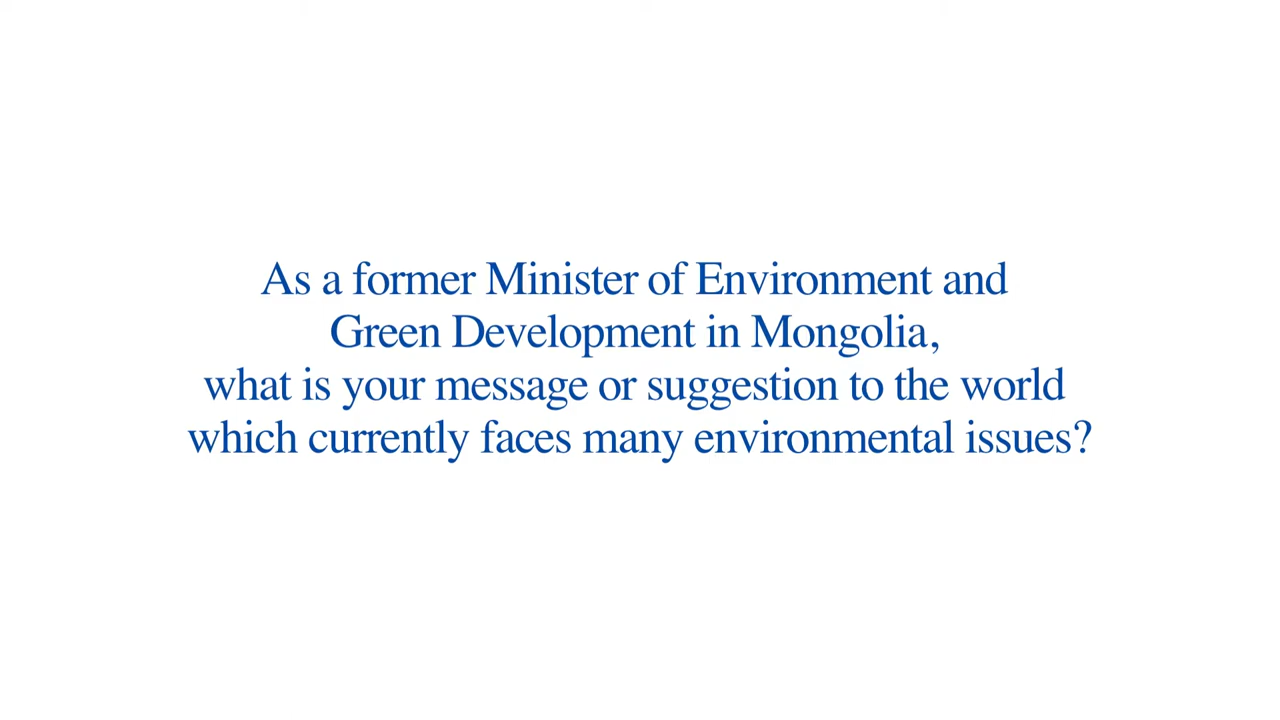 As a former Minister of Environment and
Green Development in Mongolia,
what is your message or suggestion to the world
which currently faces many environmental issues?